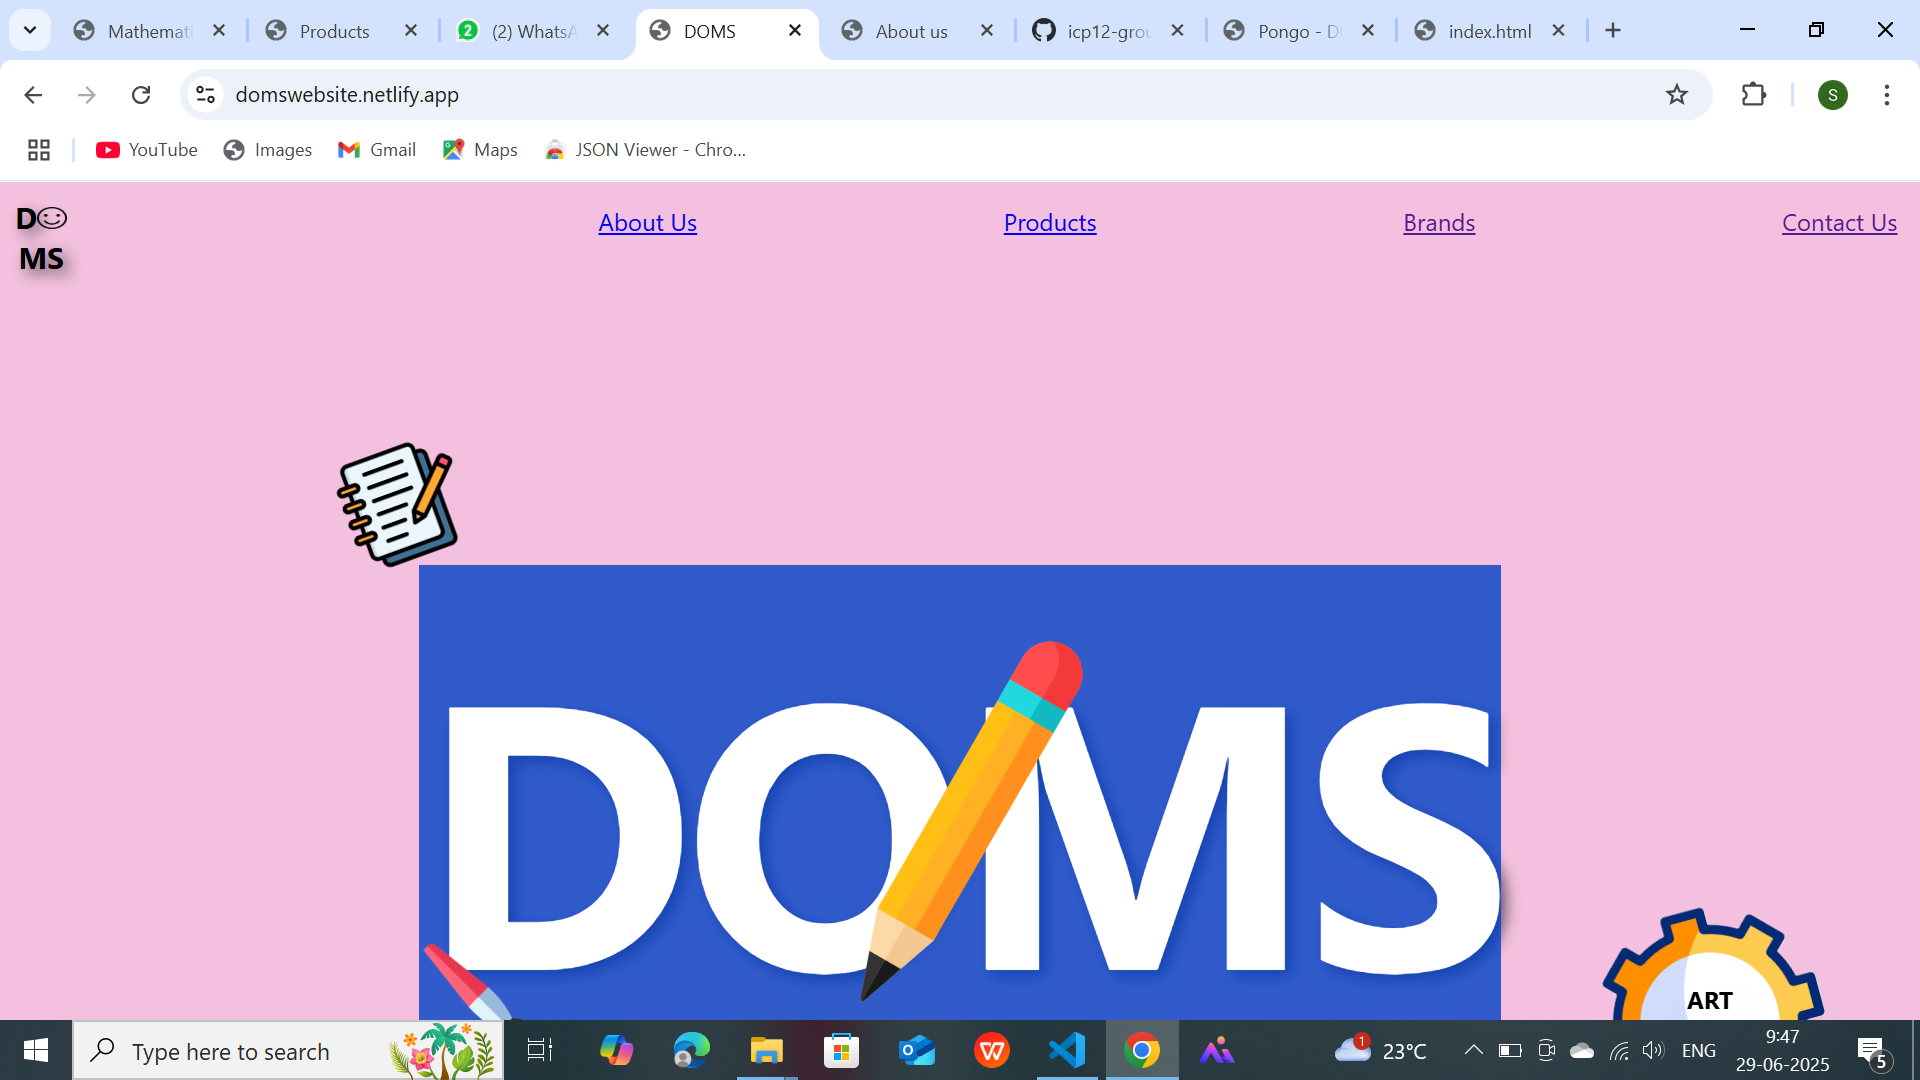 Mathemati
Products
(2) WhatsA
DOMS
About us
icp12-grou
Pongo - DO
index.html
domswebsite.netlify.app
S
YouTube
Images
Gmail
Maps
JSON Viewer - Chro...
D☺
MS
About Us
Products
Brands
Contact Us
DOMS
ART
Type here to search
1
23°C
ENG
9:47
29-06-2025
5